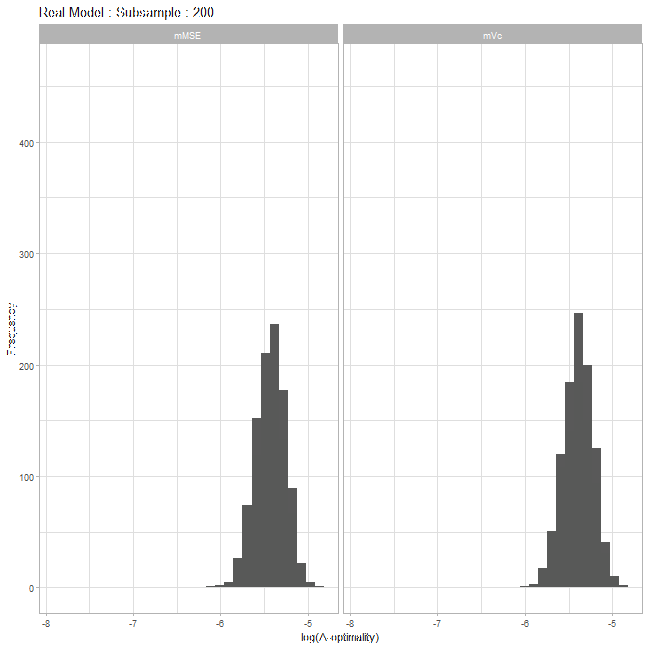 Real Model : Subsample : 200
mMSE mVc
400
300
200
100
0
Frequency
-8 -7 -6 -5 -8 -7 -6 -5
log(A-optimality)